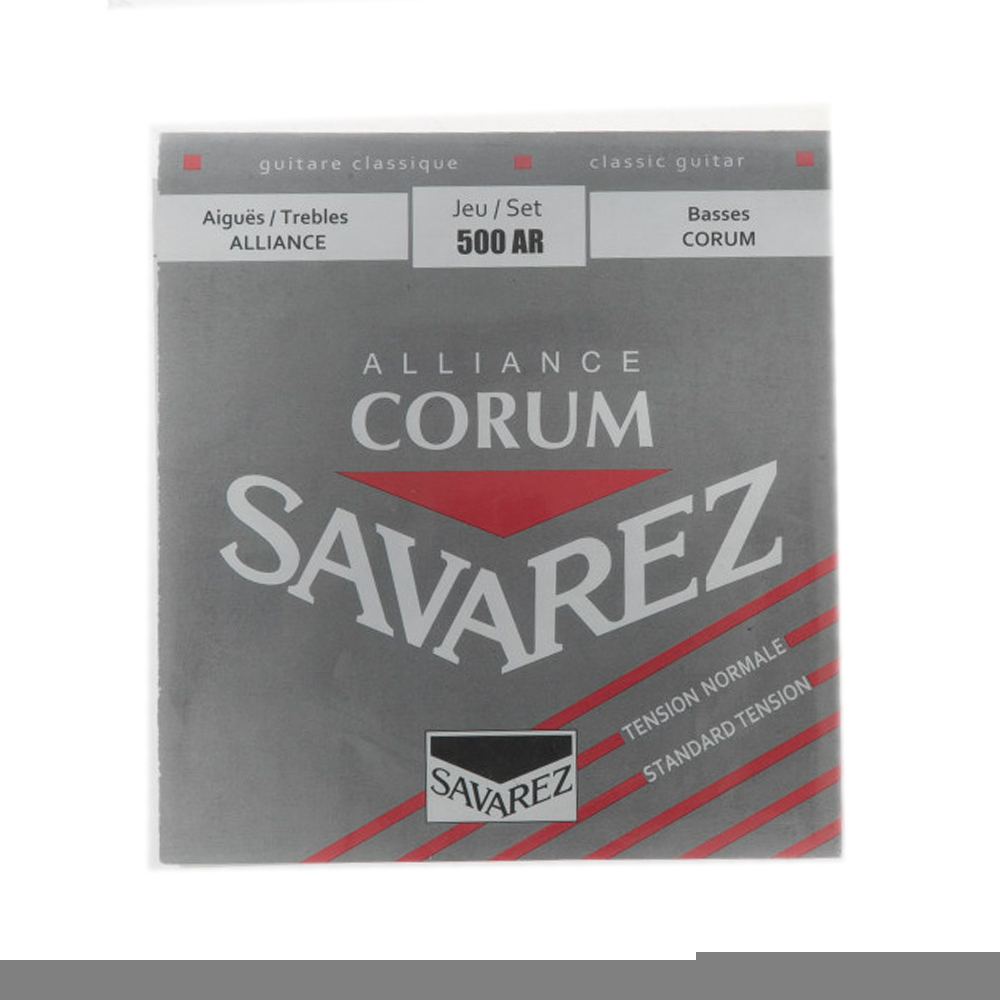 guitare classique
classic guitar
Aiguës / Trebles
ALLIANCE
Jeu / Set
500 AR
Basses
CORUM
ALLIANCE
CORUM
SAVAREZ
TENSION NORMALE
STANDARD TENSION
SAVAREZ